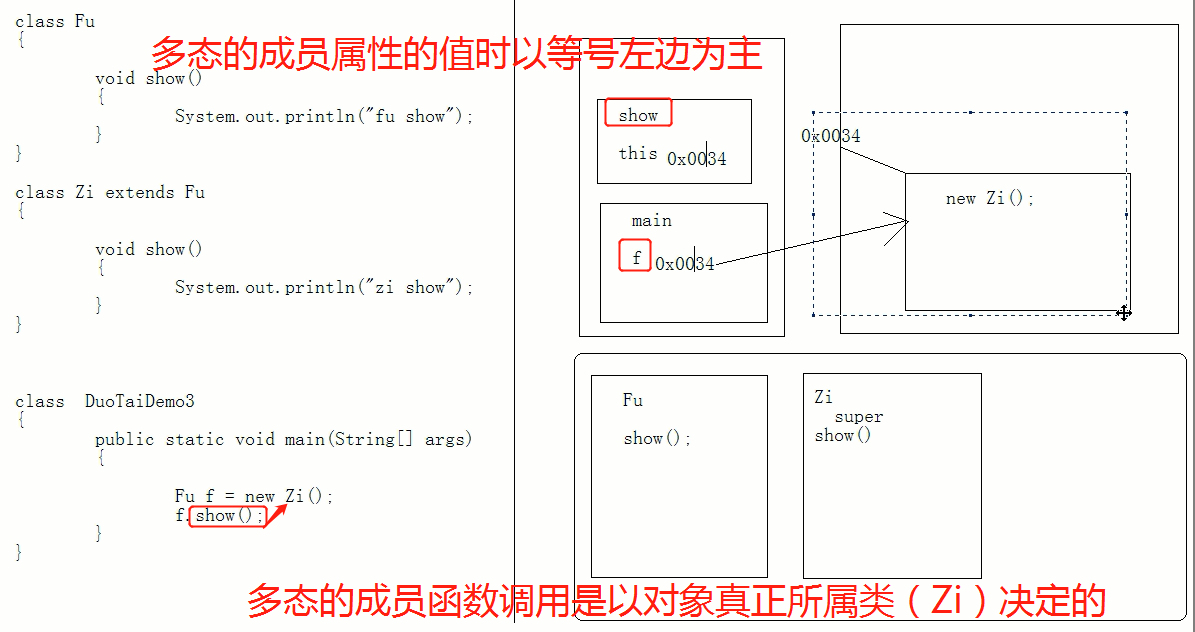 class Fu
{
多态的成员属性的值时以等号左边为主
void show()
{
System.out.println("fu show");
}
}
class Zi extends Fu
{
void show()
{
System.out.println("zi show");
}
}
class DuoTaiDemo3
{
public static void main(String[] args)
{
Fu f = new Zi();
f.show();
}
}
show
this 0x0034
main
f 0x0034
0x0034
new Zi();
Fu
show();
Zi
super
show()
多态的成员函数调用是以对象真正所属类（Zi）决定的